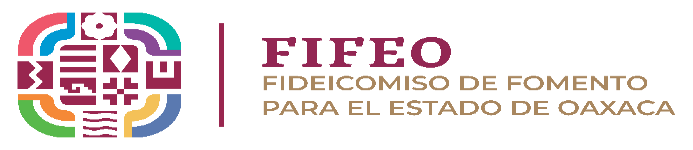 FIFEO
FIDEICOMISO DE FOMENTO
PARA EL ESTADO DE OAXACA